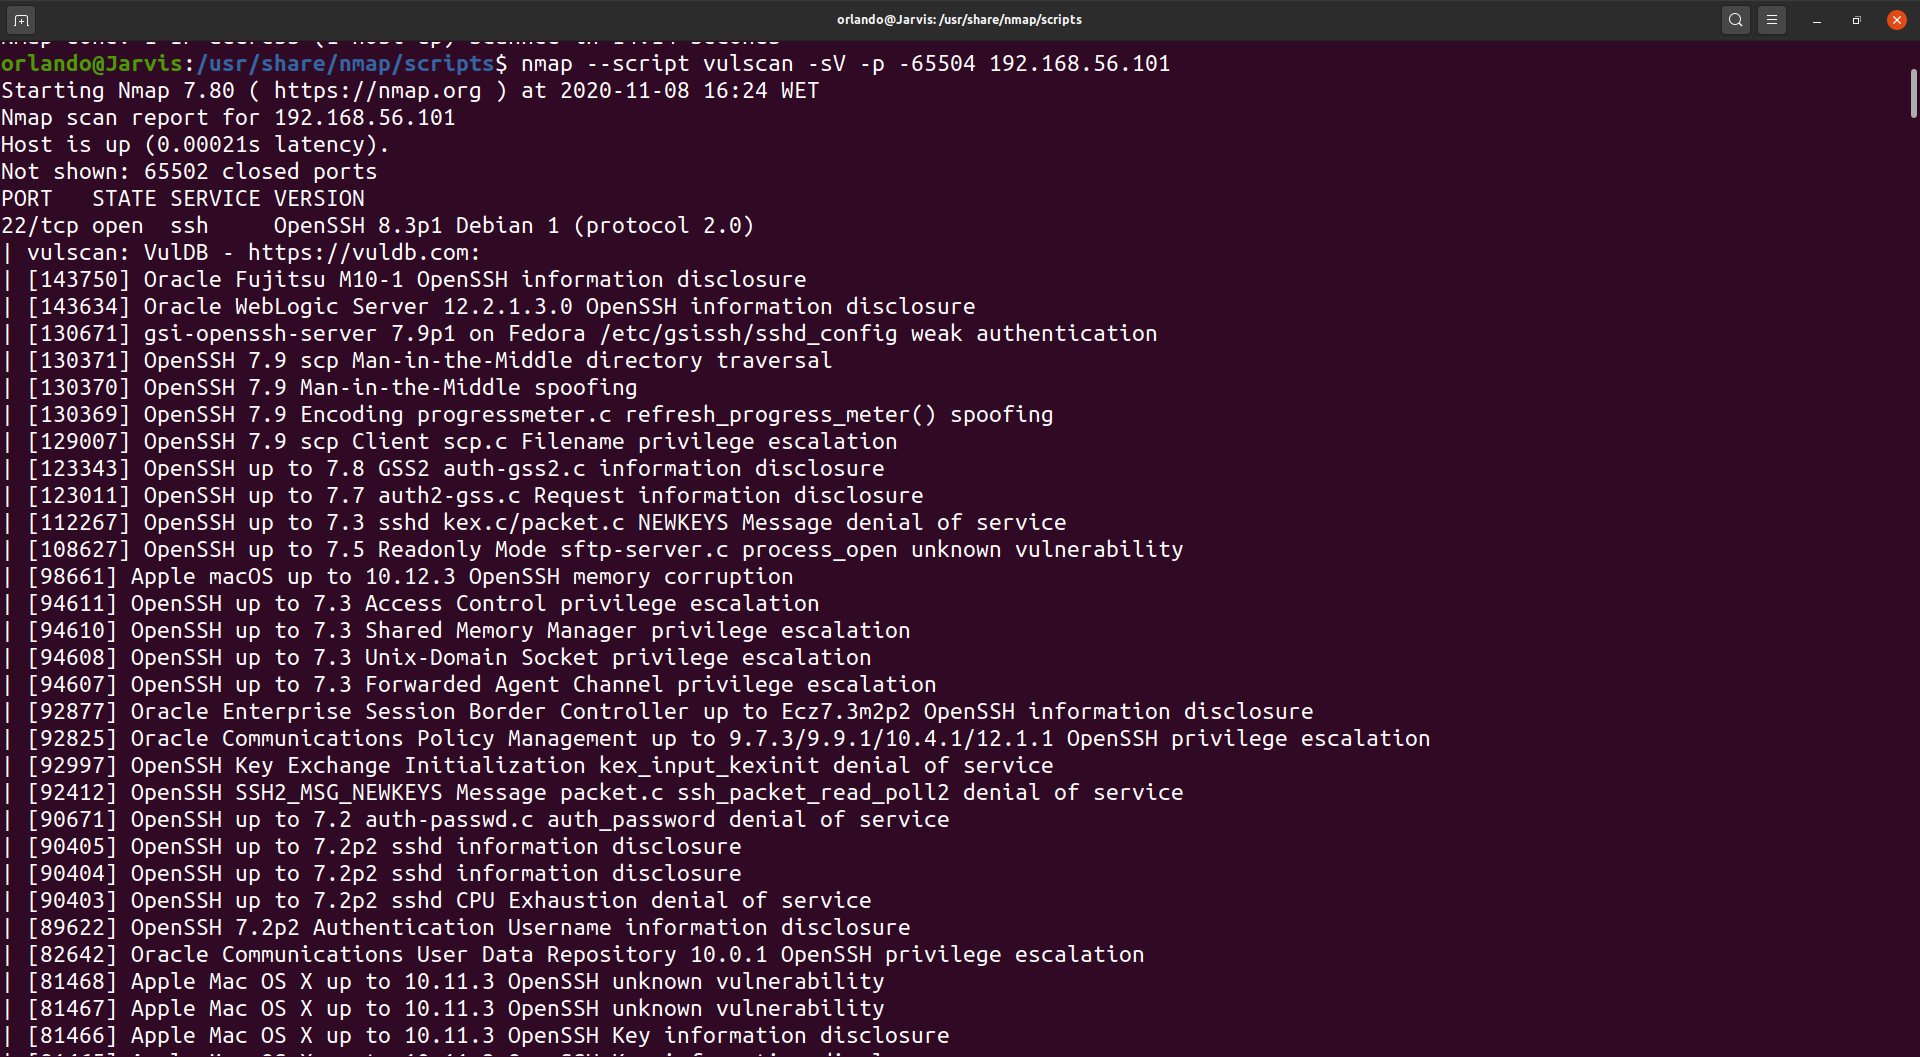 orlando@Jarvis: /usr/share/nmap/scripts
orlando@Jarvis:/usr/share/nmap/scripts$ nmap --script vulscan -sV -p -65504 192.168.56.101
Starting Nmap 7.80 ( https://nmap.org ) at 2020-11-08 16:24 WET
Nmap scan report for 192.168.56.101
Host is up (0.00021s latency).
Not shown: 65502 closed ports
PORT   STATE SERVICE VERSION
22/tcp open  ssh     OpenSSH 8.3p1 Debian 1 (protocol 2.0)
| vulscan: VulDB - https://vuldb.com:
| [143750] Oracle Fujitsu M10-1 OpenSSH information disclosure
| [143634] Oracle WebLogic Server 12.2.1.3.0 OpenSSH information disclosure
| [130671] gsi-openssh-server 7.9p1 on Fedora /etc/gsissh/sshd_config weak authentication
| [130371] OpenSSH 7.9 scp Man-in-the-Middle directory traversal
| [130370] OpenSSH 7.9 Man-in-the-Middle spoofing
| [130369] OpenSSH 7.9 Encoding progressmeter.c refresh_progress_meter() spoofing
| [129007] OpenSSH 7.9 scp Client scp.c Filename privilege escalation
| [123343] OpenSSH up to 7.8 GSS2 auth-gss2.c information disclosure
| [123011] OpenSSH up to 7.7 auth2-gss.c Request information disclosure
| [112267] OpenSSH up to 7.3 sshd kex.c/packet.c NEWKEYS Message denial of service
| [108627] OpenSSH up to 7.5 Readonly Mode sftp-server.c process_open unknown vulnerability
| [98661] Apple macOS up to 10.12.3 OpenSSH memory corruption
| [94611] OpenSSH up to 7.3 Access Control privilege escalation
| [94610] OpenSSH up to 7.3 Shared Memory Manager privilege escalation
| [94608] OpenSSH up to 7.3 Unix-Domain Socket privilege escalation
| [94607] OpenSSH up to 7.3 Forwarded Agent Channel privilege escalation
| [92877] Oracle Enterprise Session Border Controller up to Ecz7.3m2p2 OpenSSH information disclosure
| [92825] Oracle Communications Policy Management up to 9.7.3/9.9.1/10.4.1/12.1.1 OpenSSH privilege escalation
| [92997] OpenSSH Key Exchange Initialization kex_input_kexinit denial of service
| [92412] OpenSSH SSH2_MSG_NEWKEYS Message packet.c ssh_packet_read_poll2 denial of service
| [90671] OpenSSH up to 7.2 auth-passwd.c auth_password denial of service
| [90405] OpenSSH up to 7.2p2 sshd information disclosure
| [90404] OpenSSH up to 7.2p2 sshd information disclosure
| [90403] OpenSSH up to 7.2p2 sshd CPU Exhaustion denial of service
| [89622] OpenSSH 7.2p2 Authentication Username information disclosure
| [82642] Oracle Communications User Data Repository 10.0.1 OpenSSH privilege escalation
| [81468] Apple Mac OS X up to 10.11.3 OpenSSH unknown vulnerability
| [81467] Apple Mac OS X up to 10.11.3 OpenSSH unknown vulnerability
| [81466] Apple Mac OS X up to 10.11.3 OpenSSH Key information disclosure